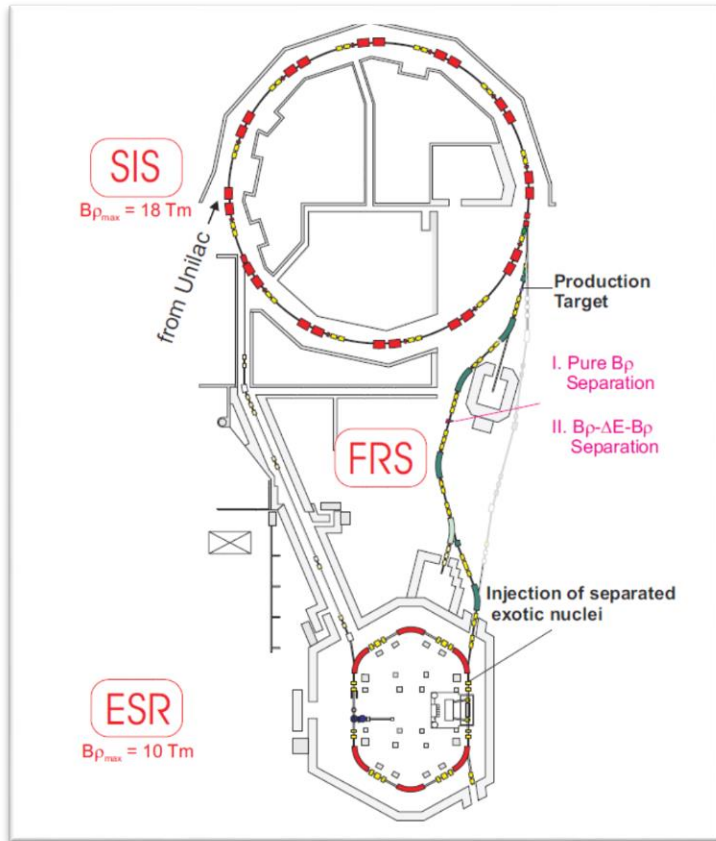 SIS
Bρmax = 18 Tm
from Unilac
Production
Target
I. Pure Bρ
Separation
II. Bρ-ΔE-Bρ
Separation
FRS
Injection of separated
exotic nuclei
ESR
Bρmax = 10 Tm